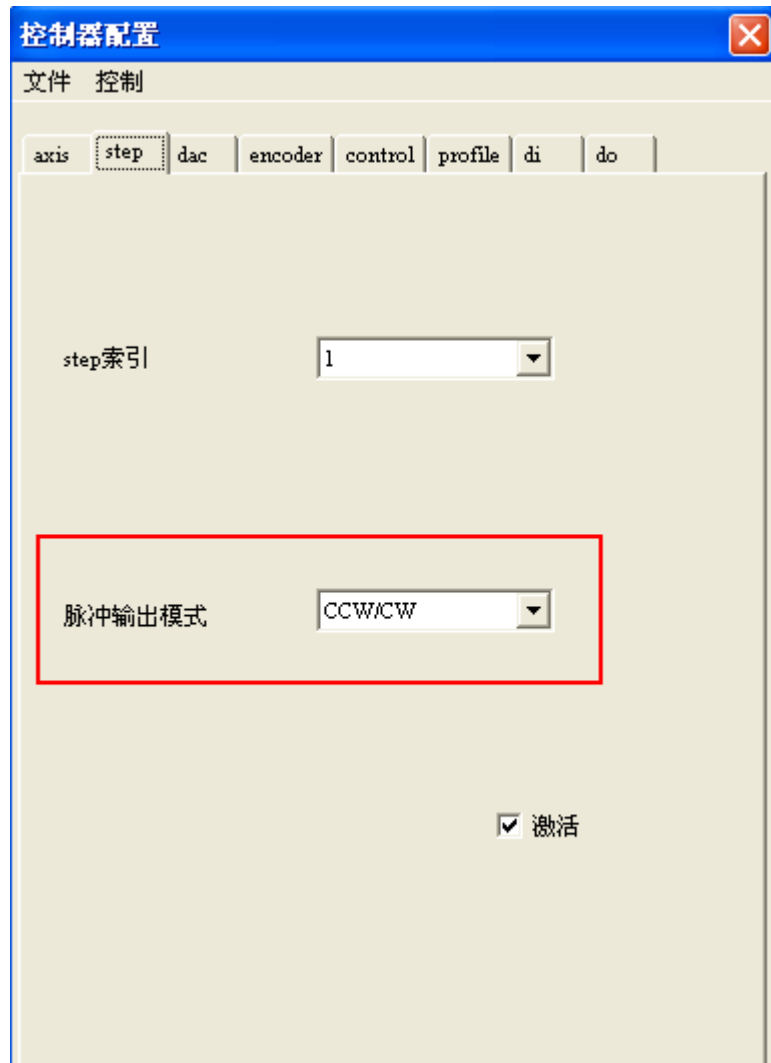 控制器配置
文件 控制
axis step dac encoder control profile di do
step索引 1
脉冲输出模式 CCW/CW
激活